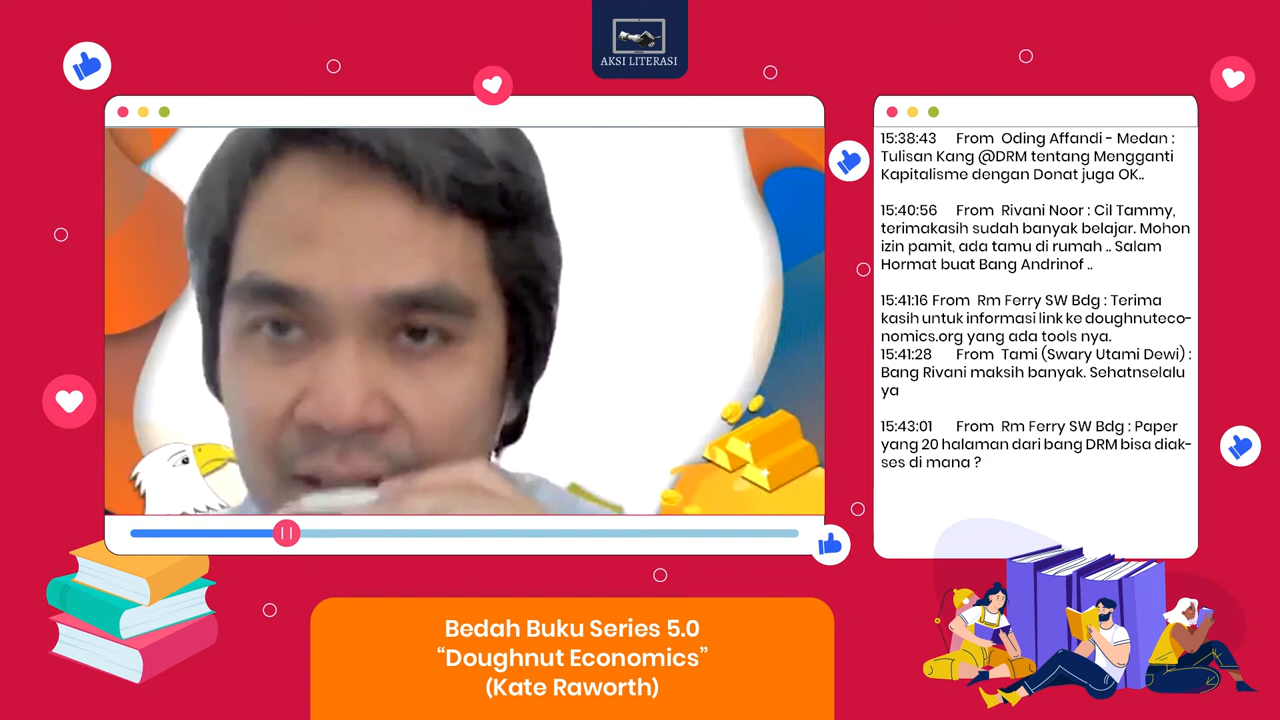 AKSI LITERASI
15:38:43 From Oding Affandi - Medan :
Tulisan Kang @DRM tentang Mengganti
Kapitalisme dengan Donat juga OK..
15:40:56 From Rivani Noor : Cil Tammy,
terimakasih sudah banyak belajar. Mohon
izin pamit, ada tamu di rumah .. Salam
Hormat buat Bang Andrinof ..
15:41:16 From Rm Ferry SW Bdg : Terima
kasih untuk informasi link ke doughnuteco-
nomics.org yang ada tools nya.
15:41:28 From Tami (Swary Utami Dewi) :
Bang Rivani maksih banyak. Sehatnselalu
ya
15:43:01 From Rm Ferry SW Bdg : Paper
yang 20 halaman dari bang DRM bisa diak-
ses di mana ?
Bedah Buku Series 5.0
“Doughnut Economics”
(Kate Raworth)